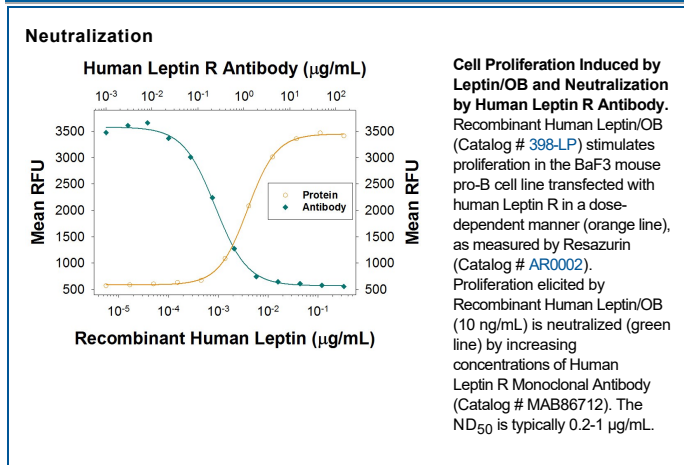 Neutralization
Human Leptin R Antibody (µg/mL)
10⁻³ 10⁻² 10⁻¹ 10⁰ 10¹ 10²
3500
3000
2500
2000
1500
1000
500
Mean RFU
Protein
Antibody
3500
3000
2500
2000
1500
1000
500
Mean RFU
10⁻⁵ 10⁻⁴ 10⁻³ 10⁻² 10⁻¹
Recombinant Human Leptin (µg/mL)
Cell Proliferation Induced by
Leptin/OB and Neutralization
by Human Leptin R Antibody.
Recombinant Human Leptin/OB
(Catalog # 398-LP) stimulates
proliferation in the BaF3 mouse
pro-B cell line transfected with
human Leptin R in a dose-
dependent manner (orange line),
as measured by Resazurin
(Catalog # AR0002).
Proliferation elicited by
Recombinant Human Leptin/OB
(10 ng/mL) is neutralized (green
line) by increasing
concentrations of Human
Leptin R Monoclonal Antibody
(Catalog # MAB86712). The
ND₅₀ is typically 0.2-1 µg/mL.